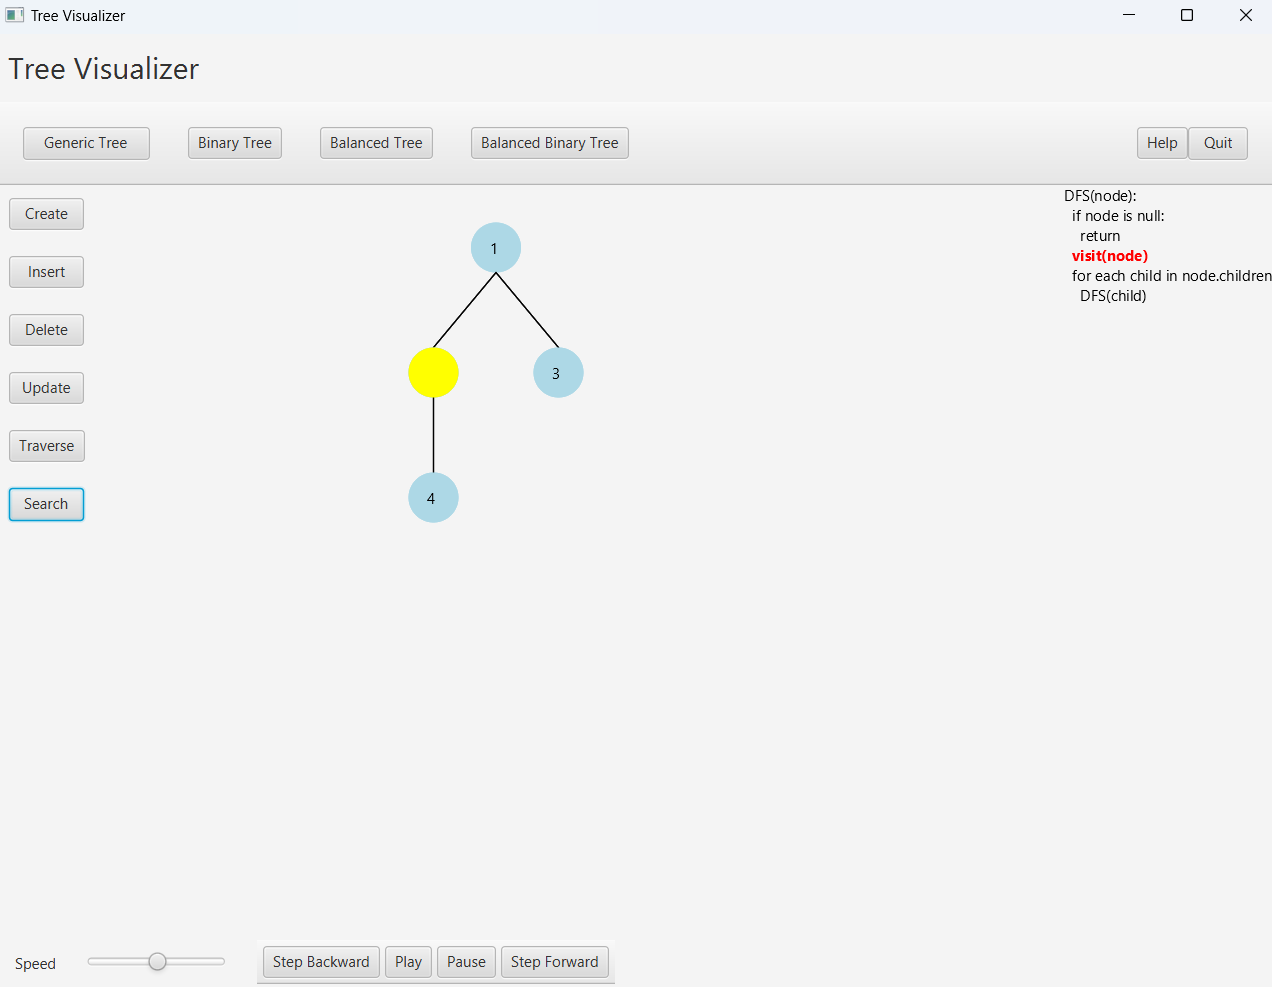 Tree Visualizer
Tree Visualizer
Generic Tree
Binary Tree
Balanced Tree
Balanced Binary Tree
Help
Quit
Create
Insert
Delete
Update
Traverse
Search
1
3
4
DFS(node):
if node is null:
return
visit(node)
for each child in node.children
DFS(child)
Speed
Step Backward
Play
Pause
Step Forward